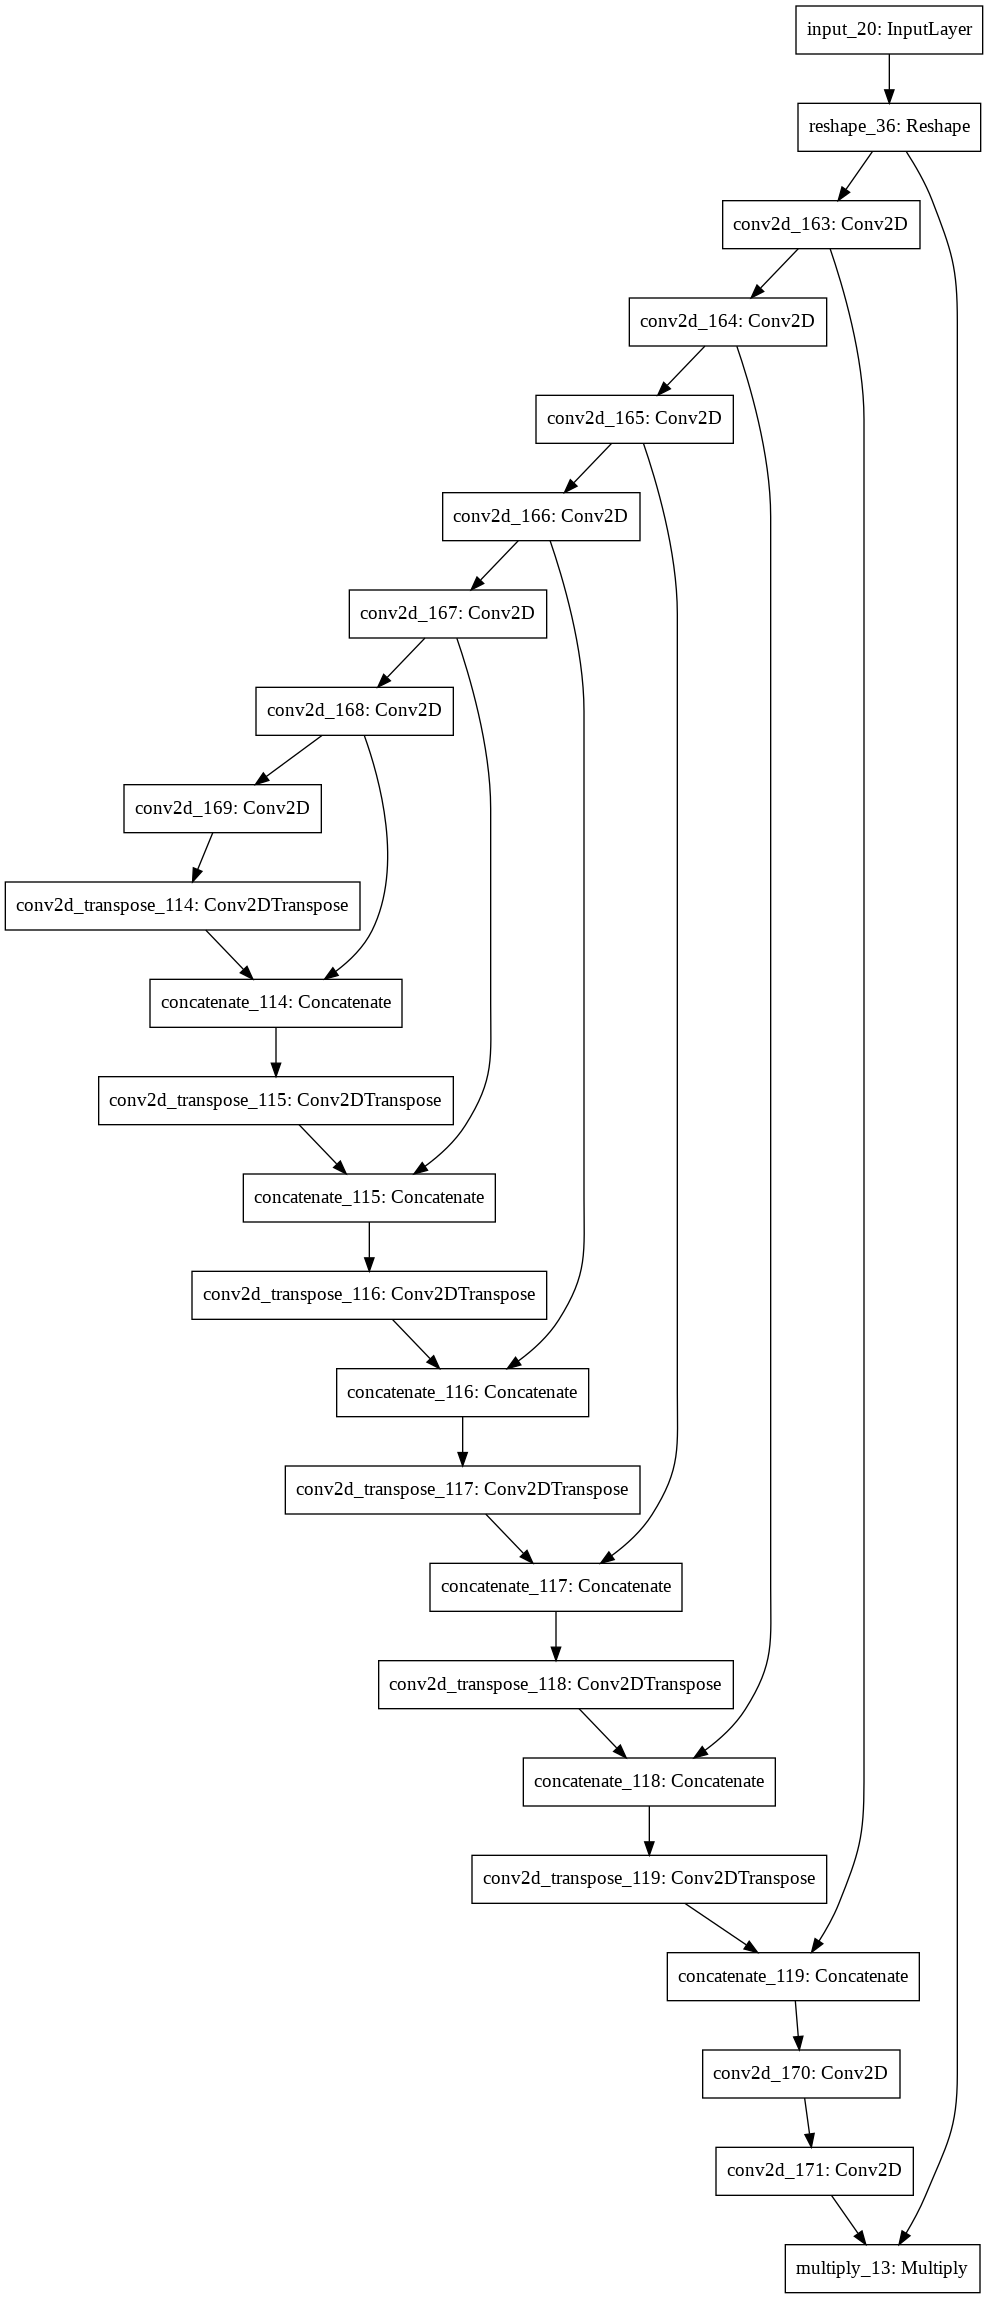 input_20: InputLayer
reshape_36: Reshape
conv2d_163: Conv2D
conv2d_164: Conv2D
conv2d_165: Conv2D
conv2d_166: Conv2D
conv2d_167: Conv2D
conv2d_168: Conv2D
conv2d_169: Conv2D
conv2d_transpose_114: Conv2DTranspose
concatenate_114: Concatenate
conv2d_transpose_115: Conv2DTranspose
concatenate_115: Concatenate
conv2d_transpose_116: Conv2DTranspose
concatenate_116: Concatenate
conv2d_transpose_117: Conv2DTranspose
concatenate_117: Concatenate
conv2d_transpose_118: Conv2DTranspose
concatenate_118: Concatenate
conv2d_transpose_119: Conv2DTranspose
concatenate_119: Concatenate
conv2d_170: Conv2D
conv2d_171: Conv2D
multiply_13: Multiply